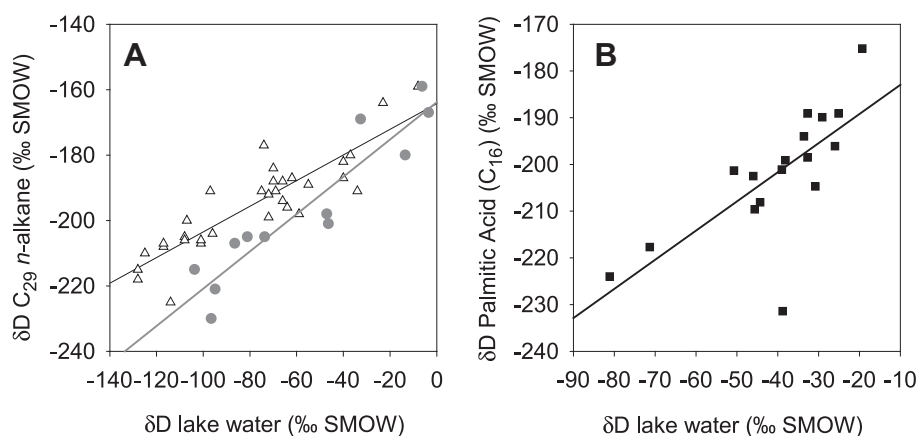 A
δD C29 n-alkane (‰ SMOW)
-140
-160
-180
-200
-220
-240
-140 -120 -100 -80 -60 -40 -20 0
δD lake water (‰ SMOW)
B
δD Palmitic Acid (C16) (‰ SMOW)
-170
-180
-190
-200
-210
-220
-230
-240
-90 -80 -70 -60 -50 -40 -30 -20 -10
δD lake water (‰ SMOW)